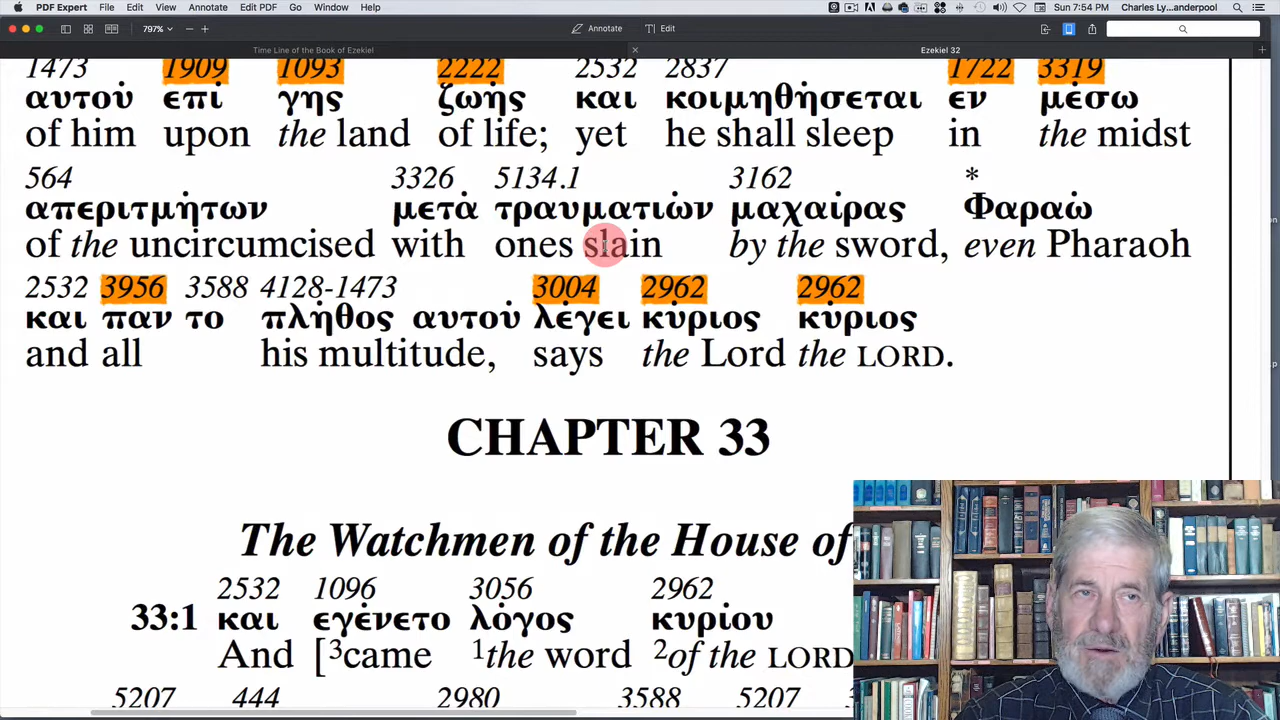 PDF Expert File Edit View Annotate Export PDF Go Window Help Sun 7:54 PM Charles Ly...anderpool
797% Annotate Edit
Time Line of the Book of Ezekiel Ezekiel 32
1473 1909 1093 2222 2532 2837 1722 3319
αυτού επί γης ζωής και κοιμηθήσεται εν μέσω
of him upon the land of life; yet he shall sleep in the midst
564 3326 5134.1 3162 *
απεριτμήτων μετά τραυματιών μαχαίρας Φαραώ
of the uncircumcised with ones slain by the sword, even Pharaoh
2532 3956 3588 4128-1473 3004 2962 2962
και παν το πλήθος αυτού λέγει κύριος κύριος
and all his multitude, says the Lord the LORD.
CHAPTER 33
The Watchmen of the House of
2532 1096 3056 2962
33:1 και εγένετο λόγος κυρίου
And [3came 1the word 2of the LORD
5207 444 2980 3588 5207